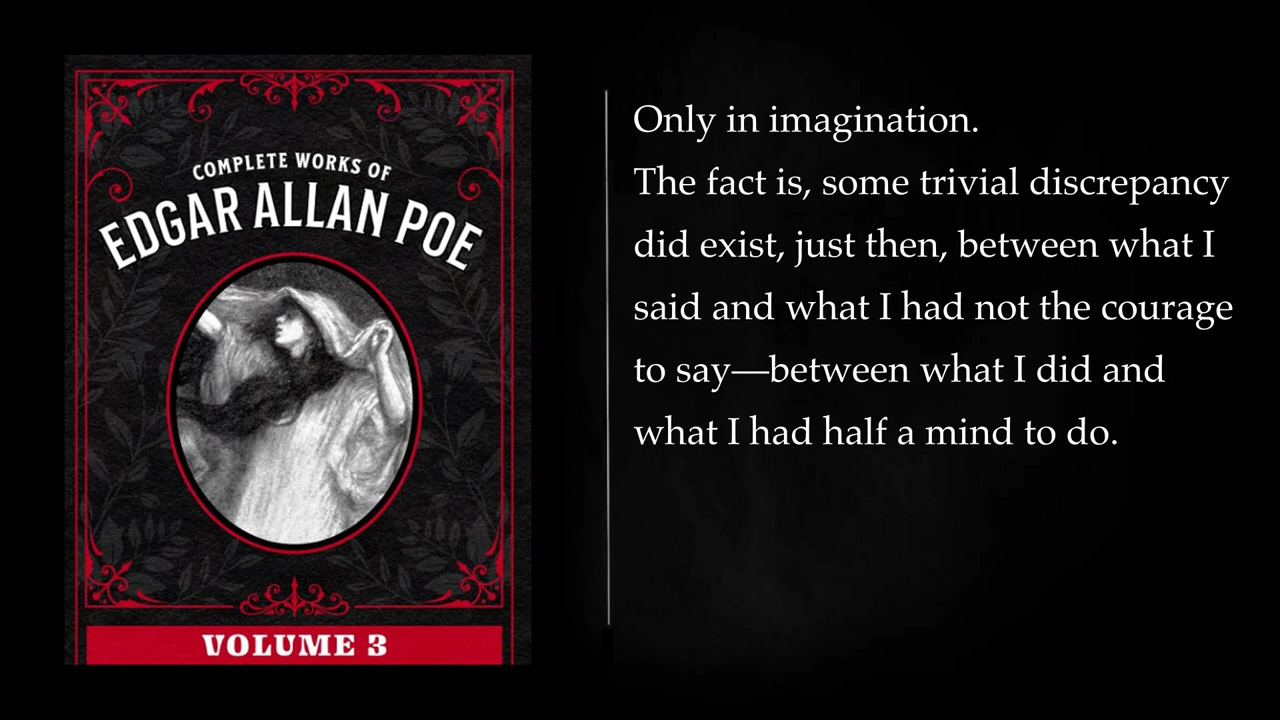 COMPLETE WORKS OF
EDGAR ALLAN POE
VOLUME 3
Only in imagination.
The fact is, some trivial discrepancy
did exist, just then, between what I
said and what I had not the courage
to say—between what I did and
what I had half a mind to do.